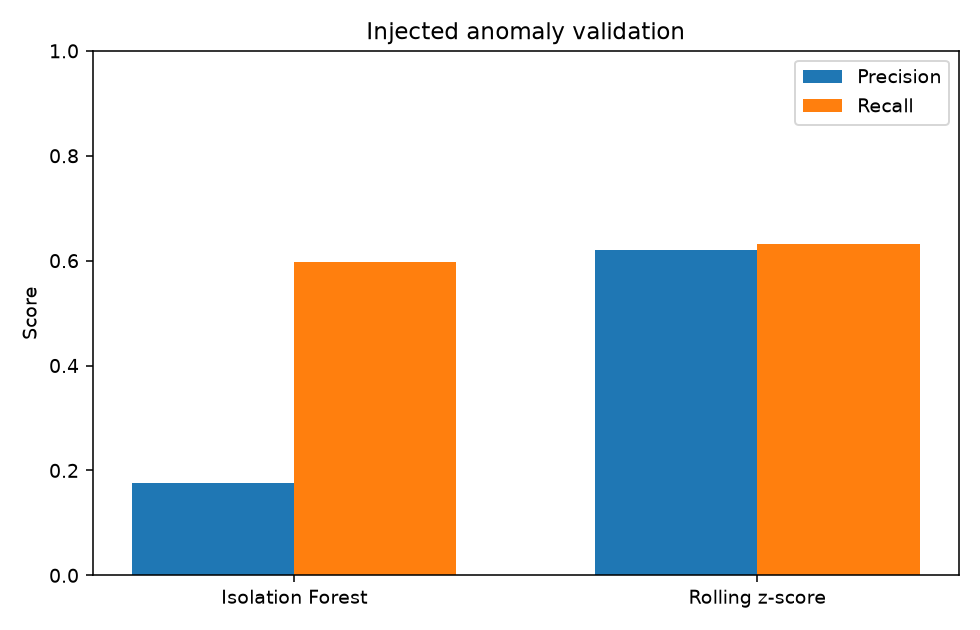 Injected anomaly validation
Precision
Recall
1.0
0.8
0.6
0.4
0.2
0.0
Score
Isolation Forest
Rolling z-score